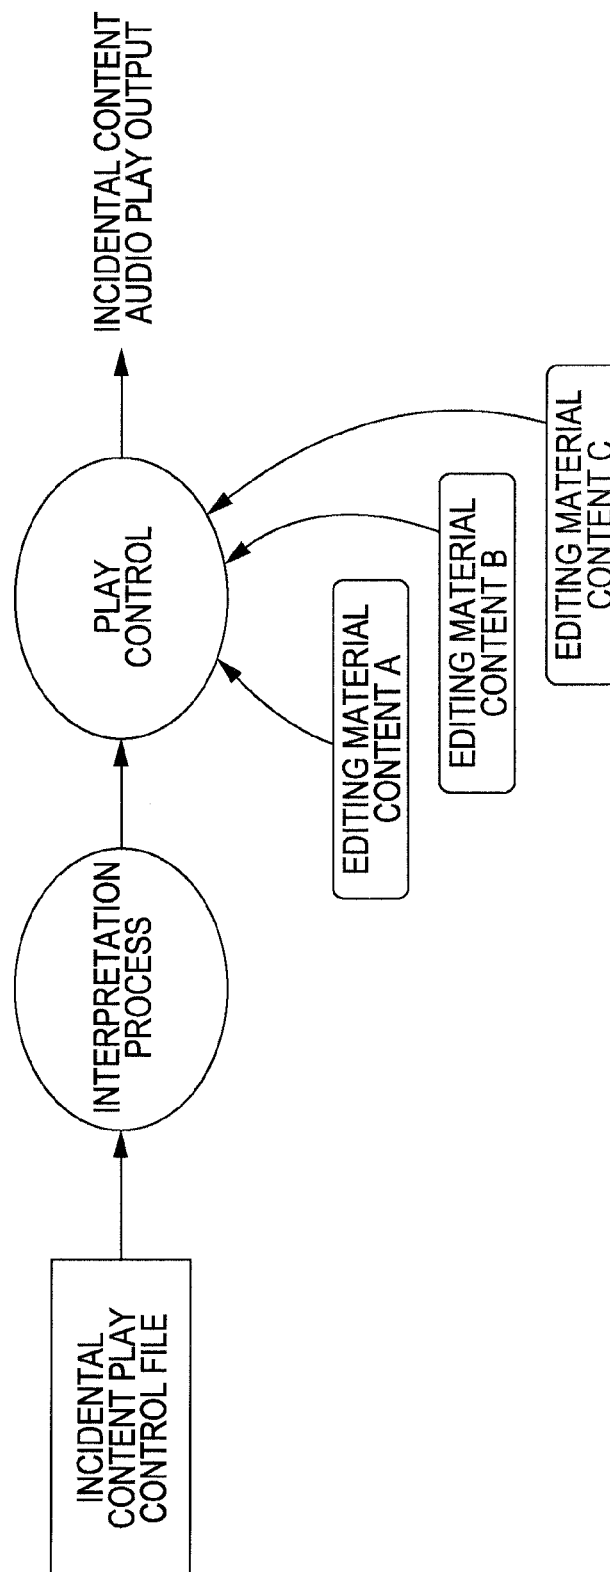 INCIDENTAL
CONTENT PLAY
CONTROL FILE
INTERPRETATION
PROCESS
PLAY
CONTROL
INCIDENTAL CONTENT
AUDIO PLAY OUTPUT
EDITING MATERIAL
CONTENT A
EDITING MATERIAL
CONTENT B
EDITING MATERIAL
CONTENT C